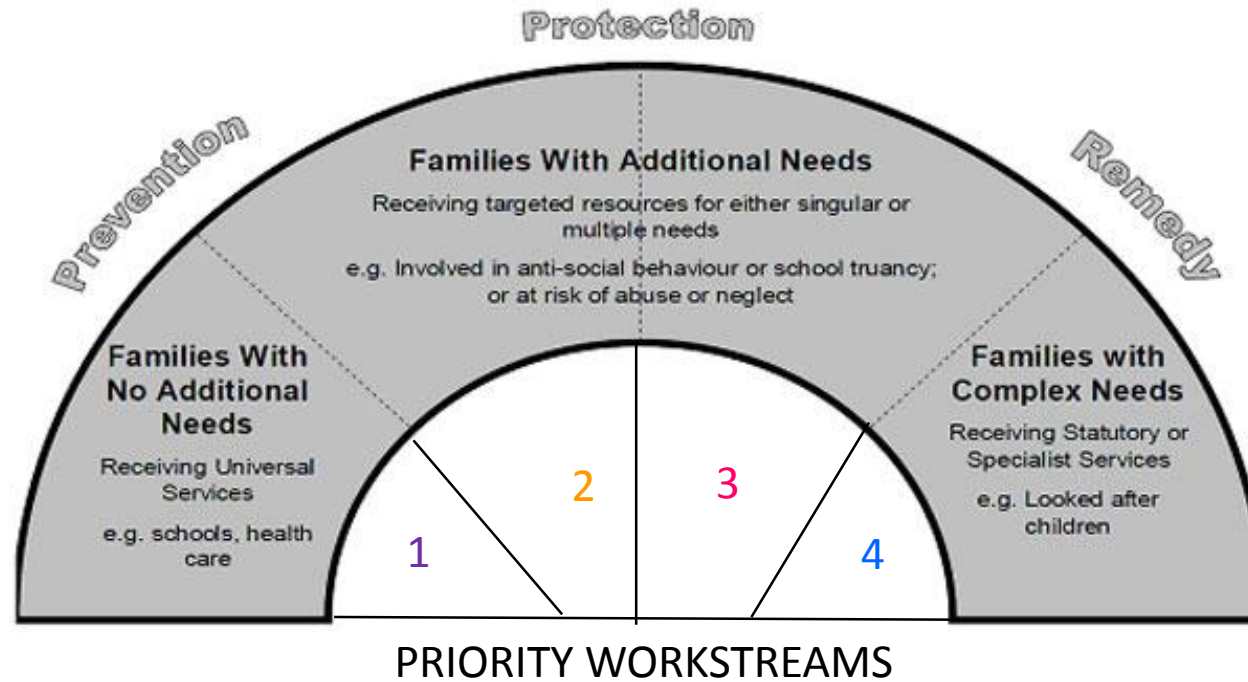 Protection
Prevention
Remedy
Families With Additional Needs
Receiving targeted resources for either singular or
multiple needs
e.g. Involved in anti-social behaviour or school truancy;
or at risk of abuse or neglect
Families With
No Additional
Needs
Receiving Universal
Services
e.g. schools, health
care
Families with
Complex Needs
Receiving Statutory or
Specialist Services
e.g. Looked after
children
1
2
3
4
PRIORITY WORKSTREAMS